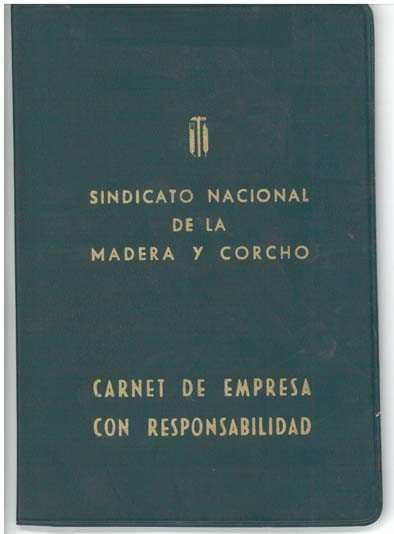 SINDICATO NACIONAL
DE LA
MADERA Y CORCHO
CARNET DE EMPRESA
CON RESPONSABILIDAD